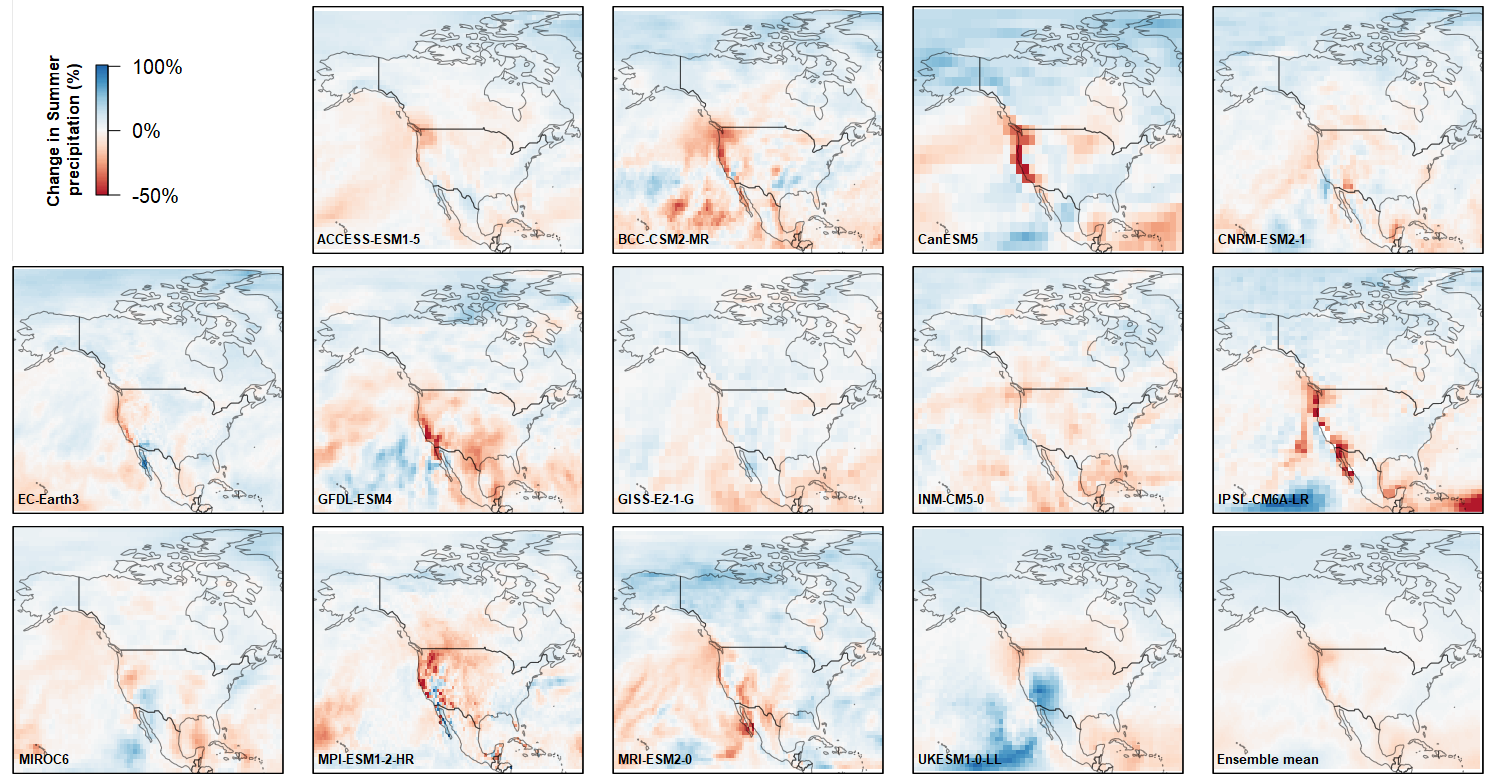 Change in Summer
precipitation (%)
100%
0%
-50%
ACCESS-ESM1-5
BCC-CSM2-MR
CanESM5
CNRM-ESM2-1
EC-Earth3
GFDL-ESM4
GISS-E2-1-G
INM-CM5-0
IPSL-CM6A-LR
MIROC6
MPI-ESM1-2-HR
MRI-ESM2-0
UKESM1-0-LL
Ensemble mean